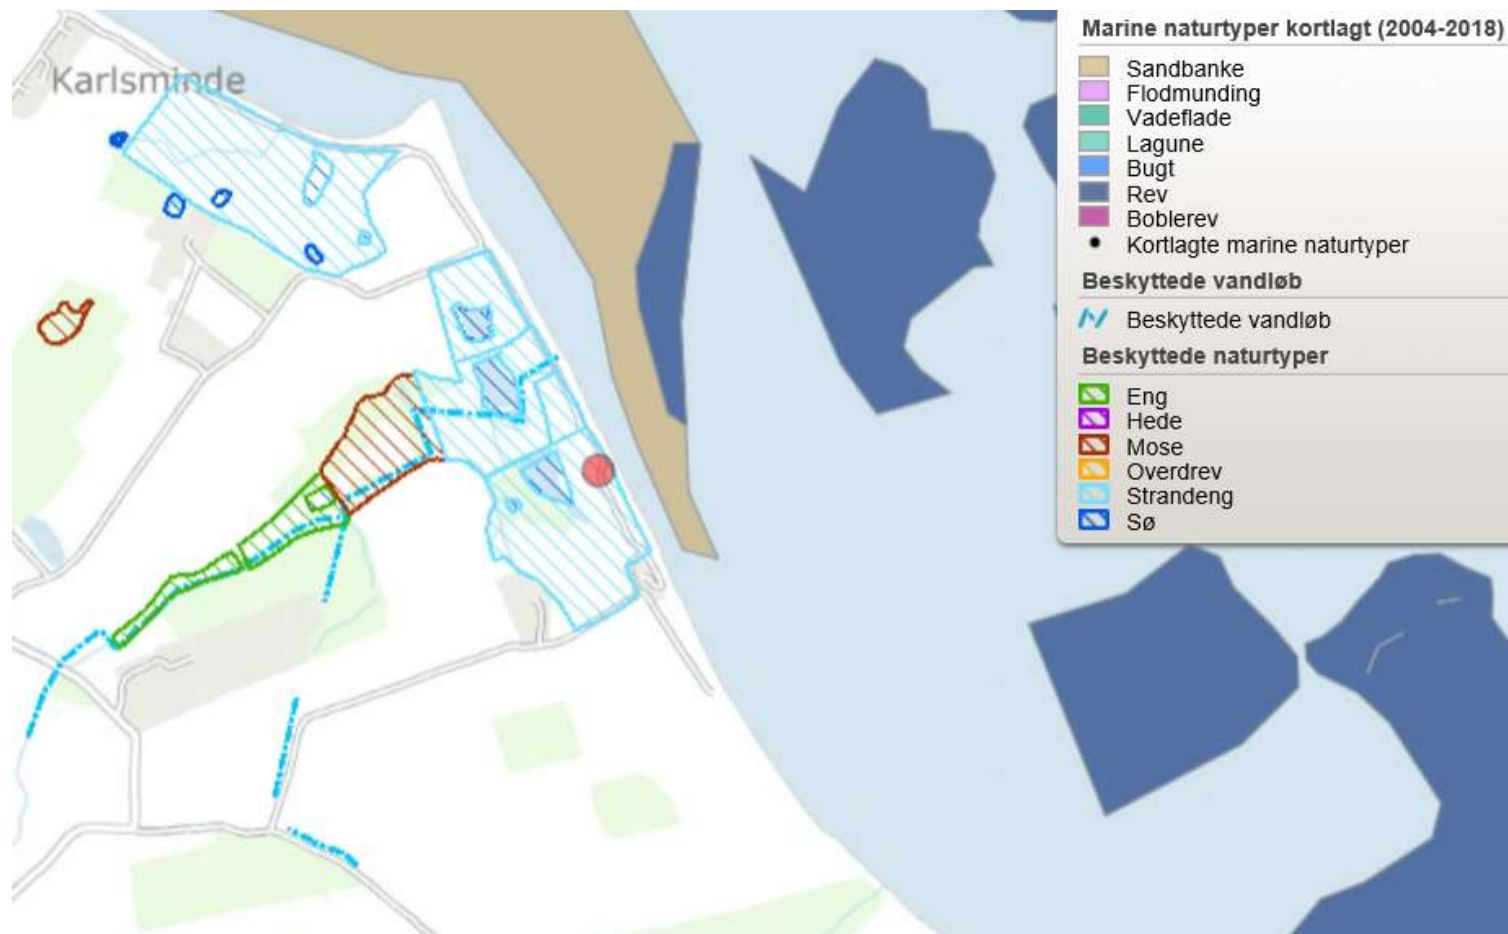 Karlsminde
Marine naturtyper kortlagt (2004-2018)
Sandbanke
Flodmunding
Vadeflade
Lagune
Bugt
Rev
Boblerev
Kortlagte marine naturtyper
Beskyttede vandløb
Beskyttede vandløb
Beskyttede naturtyper
Eng
Hede
Mose
Overdrev
Strandeng
Sø